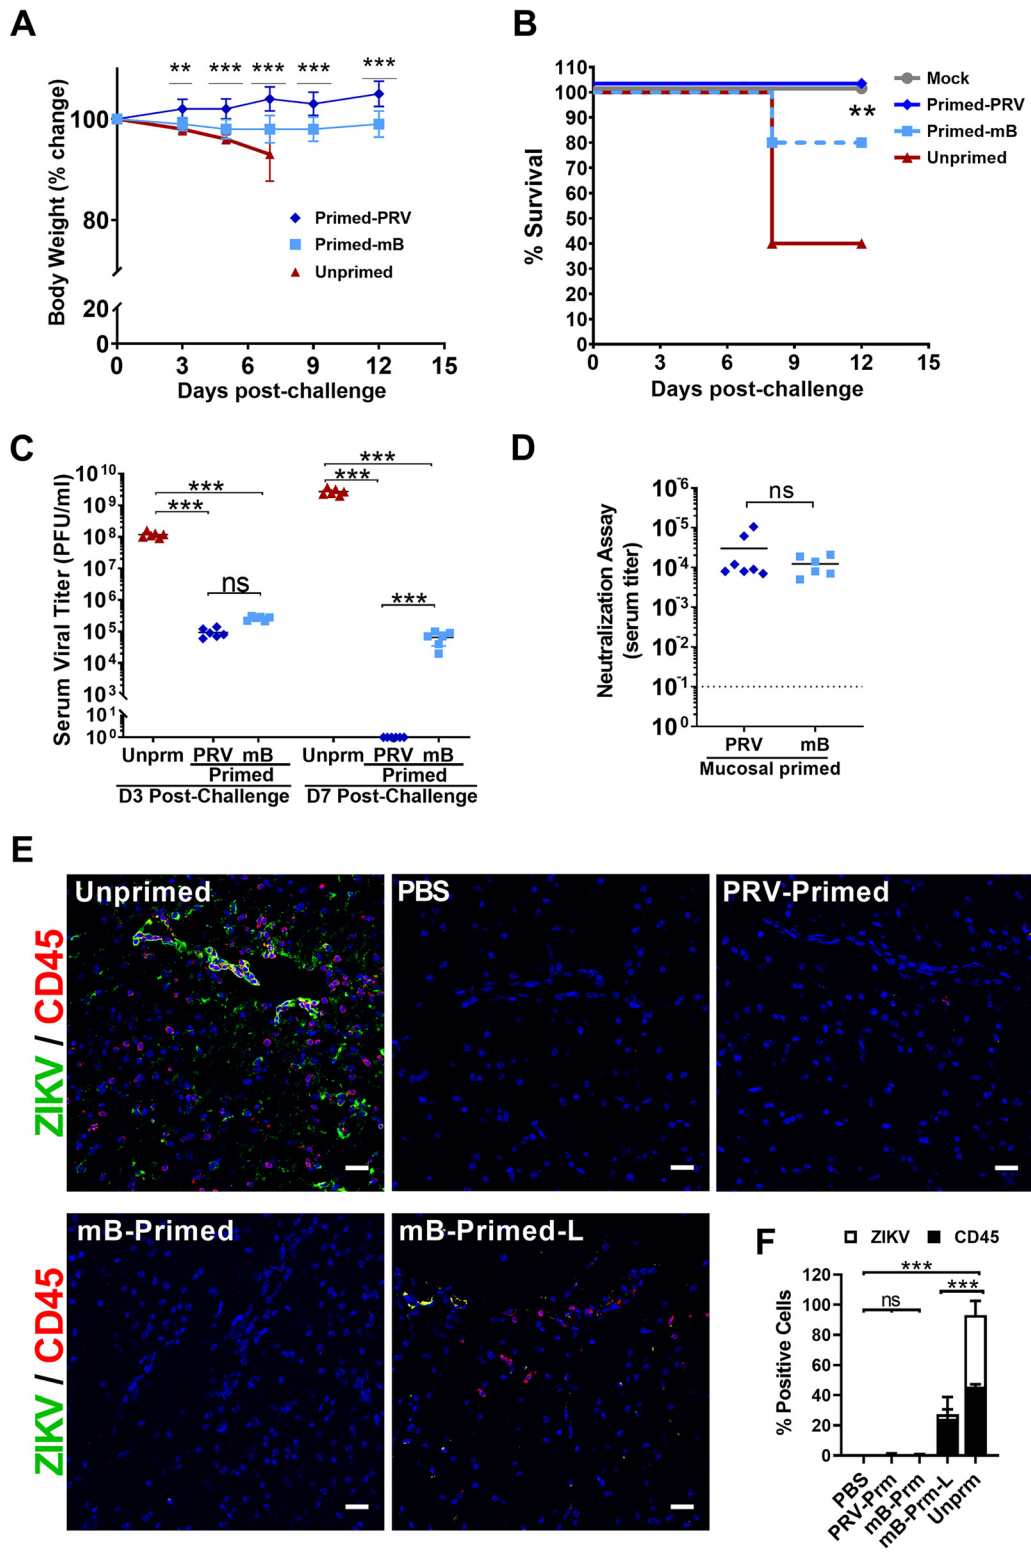 A
** *** *** *** ***
100
80
20
0
0 3 6 9 12 15
Body Weight (% change)
Days post-challenge
Primed-PRV
Primed-mB
Unprimed
B
110
100
90
80
70
60
50
40
30
20
10
0
0 3 6 9 12 15
% Survival
Days post-challenge
**
Mock
Primed-PRV
Primed-mB
Unprimed
C
Serum Viral Titer (PFU/ml)
10^10
10^9
10^8
10^7
10^6
10^5
10^4
10^3
10^1
10^0
***
***
ns
***
***
***
Unprm PRV mB Unprm PRV mB
Primed Primed
D3 Post-Challenge D7 Post-Challenge
D
Neutralization Assay
(serum titer)
10^-6
10^-5
10^-4
10^-3
10^-2
10^-1
10^0
ns
PRV mB
Mucosal primed
E
ZIKV / CD45
Unprimed PBS PRV-Primed
ZIKV / CD45
mB-Primed mB-Primed-L
F
ZIKV CD45
% Positive Cells
120
100
80
60
40
20
0
***
***
ns
PBS
PRV-Prm
mB-Prm
mB-Prm-L
Unprm